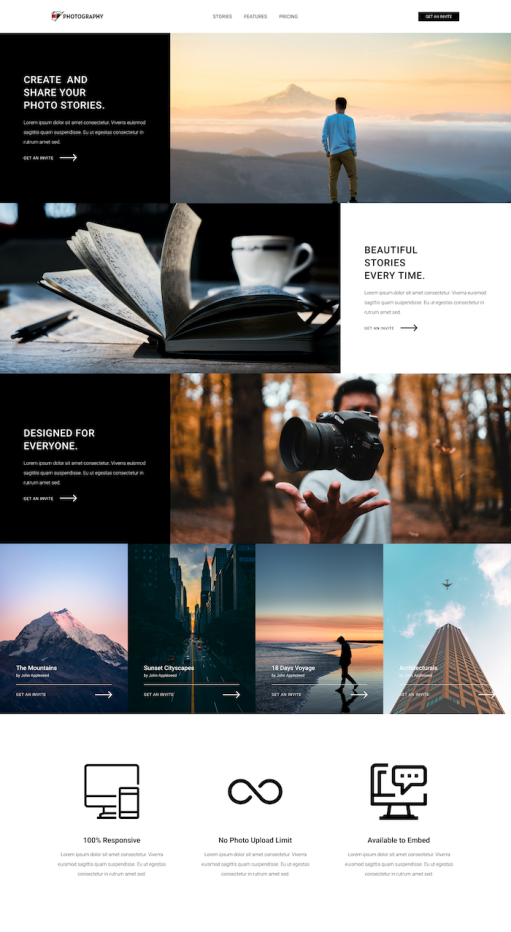 PHOTOGRAPHY
STORIES FEATURES PRICING
GET AN INVITE
CREATE AND
SHARE YOUR
PHOTO STORIES.
Lorem ipsum dolor sit amet consectetur. Viverra euismod
sagittis quam suspendisse. Eu ut egestas consectetur in
rutrum amet sed.
GET AN INVITE
BEAUTIFUL
STORIES
EVERY TIME.
Lorem ipsum dolor sit amet consectetur. Viverra euismod
sagittis quam suspendisse. Eu ut egestas consectetur in
rutrum amet sed.
GET AN INVITE
DESIGNED FOR
EVERYONE.
Lorem ipsum dolor sit amet consectetur. Viverra euismod
sagittis quam suspendisse. Eu ut egestas consectetur in
rutrum amet sed.
GET AN INVITE
The Mountains
by John Appleseed
GET AN INVITE
Sunset Cityscapes
by John Appleseed
GET AN INVITE
18 Days Voyage
by John Appleseed
GET AN INVITE
Architecturals
by John Appleseed
GET AN INVITE
100% Responsive
Lorem ipsum dolor sit amet consectetur. Viverra
euismod sagittis quam suspendisse. Eu ut egestas
consectetur in rutrum amet sed.
No Photo Upload Limit
Lorem ipsum dolor sit amet consectetur. Viverra
euismod sagittis quam suspendisse. Eu ut egestas
consectetur in rutrum amet sed.
Available to Embed
Lorem ipsum dolor sit amet consectetur. Viverra
euismod sagittis quam suspendisse. Eu ut egestas
consectetur in rutrum amet sed.